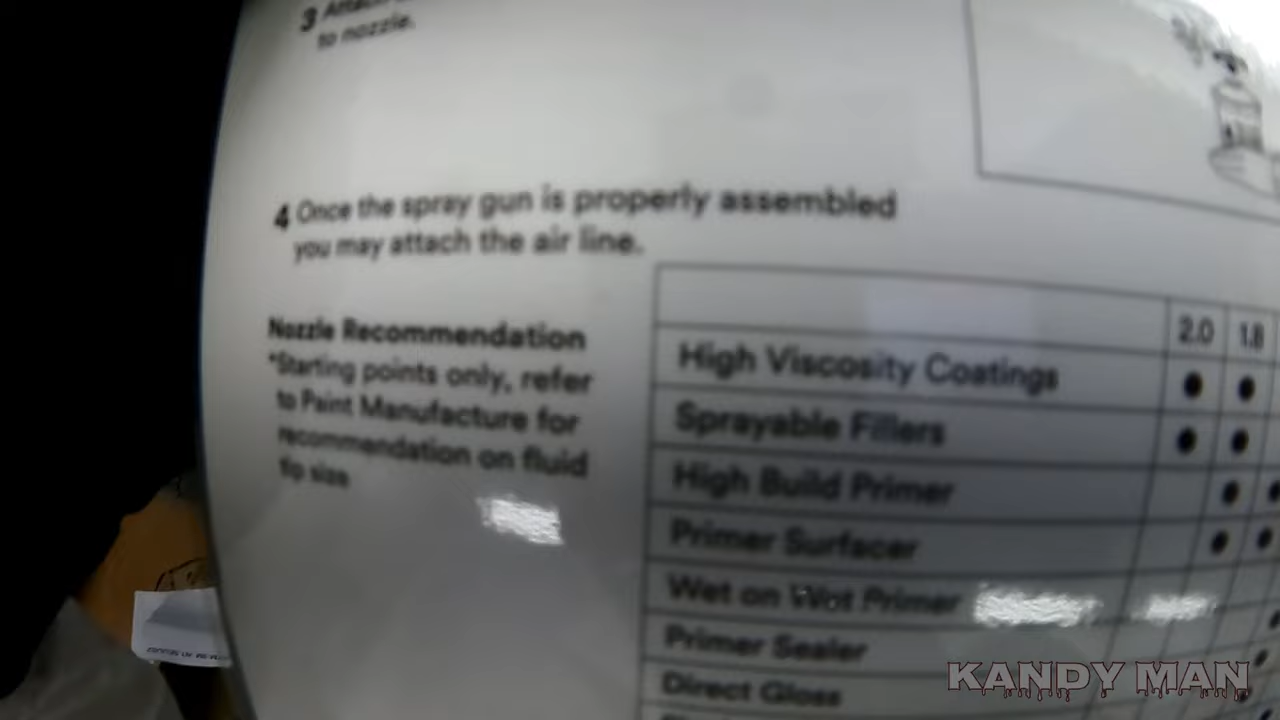 3 Attach
to nozzle.
4 Once the spray gun is properly assembled
you may attach the air line.
Nozzle Recommendation
*Starting points only, refer
to Paint Manufacture for
recommendation on fluid
tip size
2.0 1.8
High Viscosity Coatings
Sprayable Fillers
High Build Primer
Primer Surfacer
Wet on Wet Primer
Primer Sealer
Direct Gloss
KANDY MAN